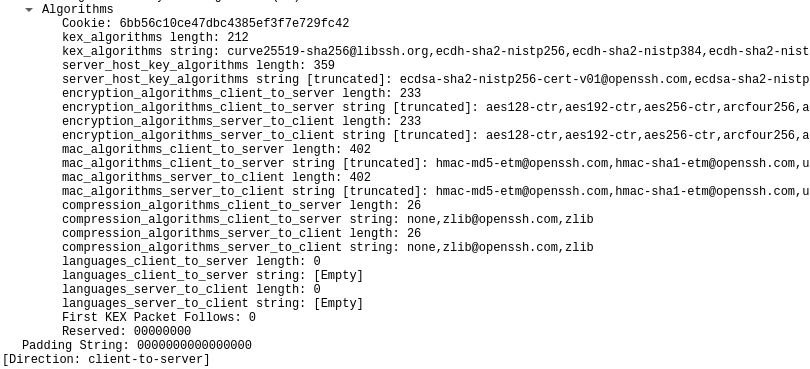 Algorithms
Cookie: 6bb56c10ce47dbc4385ef3f7e729fc42
kex_algorithms length: 212
kex_algorithms string: curve25519-sha256@libssh.org,ecdh-sha2-nistp256,ecdh-sha2-nistp384,ecdh-sha2-nist
server_host_key_algorithms length: 359
server_host_key_algorithms string [truncated]: ecdsa-sha2-nistp256-cert-v01@openssh.com,ecdsa-sha2-nistp
encryption_algorithms_client_to_server length: 233
encryption_algorithms_client_to_server string [truncated]: aes128-ctr,aes192-ctr,aes256-ctr,arcfour256,a
encryption_algorithms_server_to_client length: 233
encryption_algorithms_server_to_client string [truncated]: aes128-ctr,aes192-ctr,aes256-ctr,arcfour256,a
mac_algorithms_client_to_server length: 402
mac_algorithms_client_to_server string [truncated]: hmac-md5-etm@openssh.com,hmac-sha1-etm@openssh.com,u
mac_algorithms_server_to_client length: 402
mac_algorithms_server_to_client string [truncated]: hmac-md5-etm@openssh.com,hmac-sha1-etm@openssh.com,u
compression_algorithms_client_to_server length: 26
compression_algorithms_client_to_server string: none,zlib@openssh.com,zlib
compression_algorithms_server_to_client length: 26
compression_algorithms_server_to_client string: none,zlib@openssh.com,zlib
languages_client_to_server length: 0
languages_client_to_server string: [Empty]
languages_server_to_client length: 0
languages_server_to_client string: [Empty]
First KEX Packet Follows: 0
Reserved: 00000000
Padding String: 0000000000000000
[Direction: client-to-server]